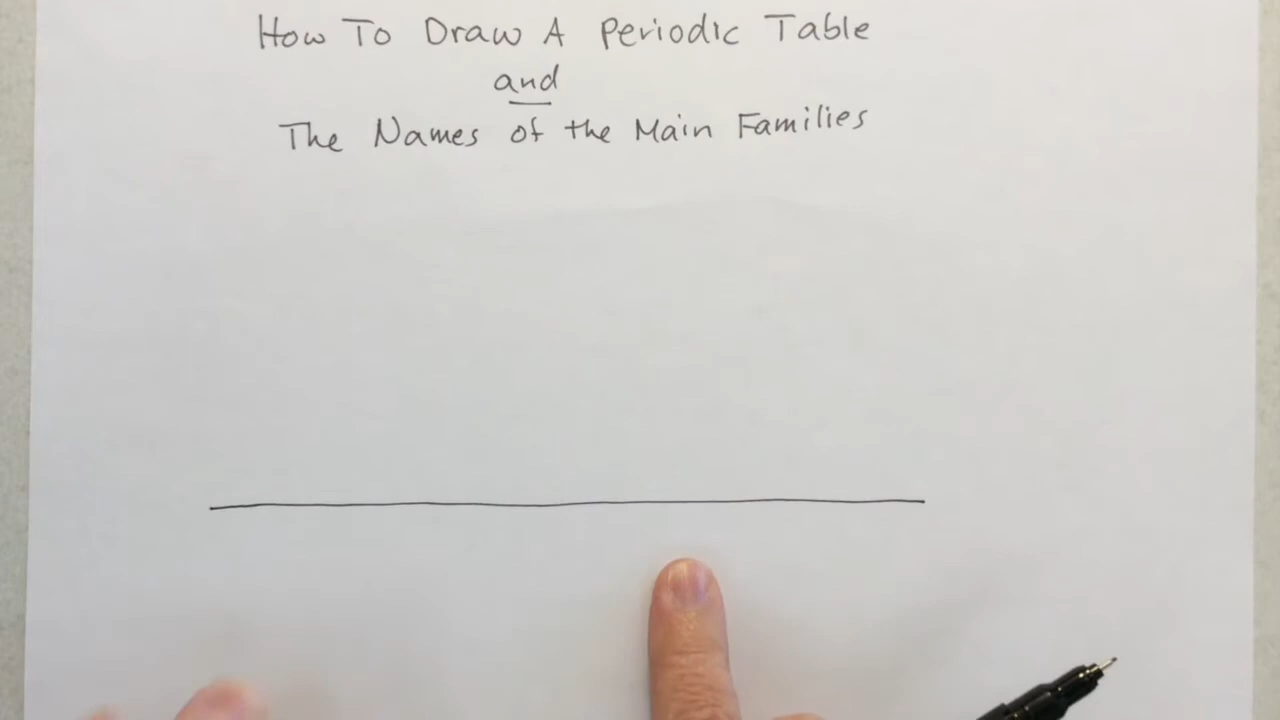 How To Draw A Periodic Table
and
The Names of the Main Families